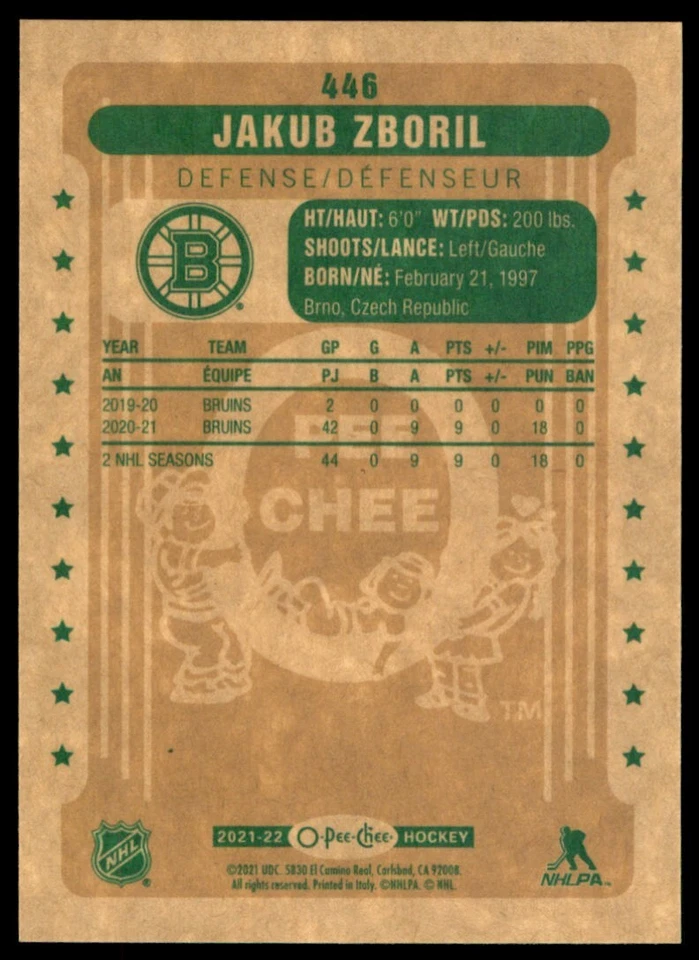 446
JAKUB ZBORIL
DEFENSE/DÉFENSEUR
B
HT/HAUT: 6'0" WT/PDS: 200 lbs.
SHOOTS/LANCE: Left/Gauche
BORN/NÉ: February 21, 1997
Brno, Czech Republic
YEAR TEAM GP G A PTS +/- PIM PPG
AN ÉQUIPE PJ B A PTS +/- PUN BAN
2019-20 BRUINS 2 0 0 0 0 0 0
2020-21 BRUINS 42 0 9 9 0 18 0
2 NHL SEASONS 44 0 9 9 0 18 0
PEE
CHEE
TM
NHL
2021-22 O-Pee-Chee HOCKEY
NHLPA™
©2021 UDC. 5830 El Camino Real, Carlsbad, CA 92008.
All rights reserved. Printed in Italy. ©NHLPA. © NHL.